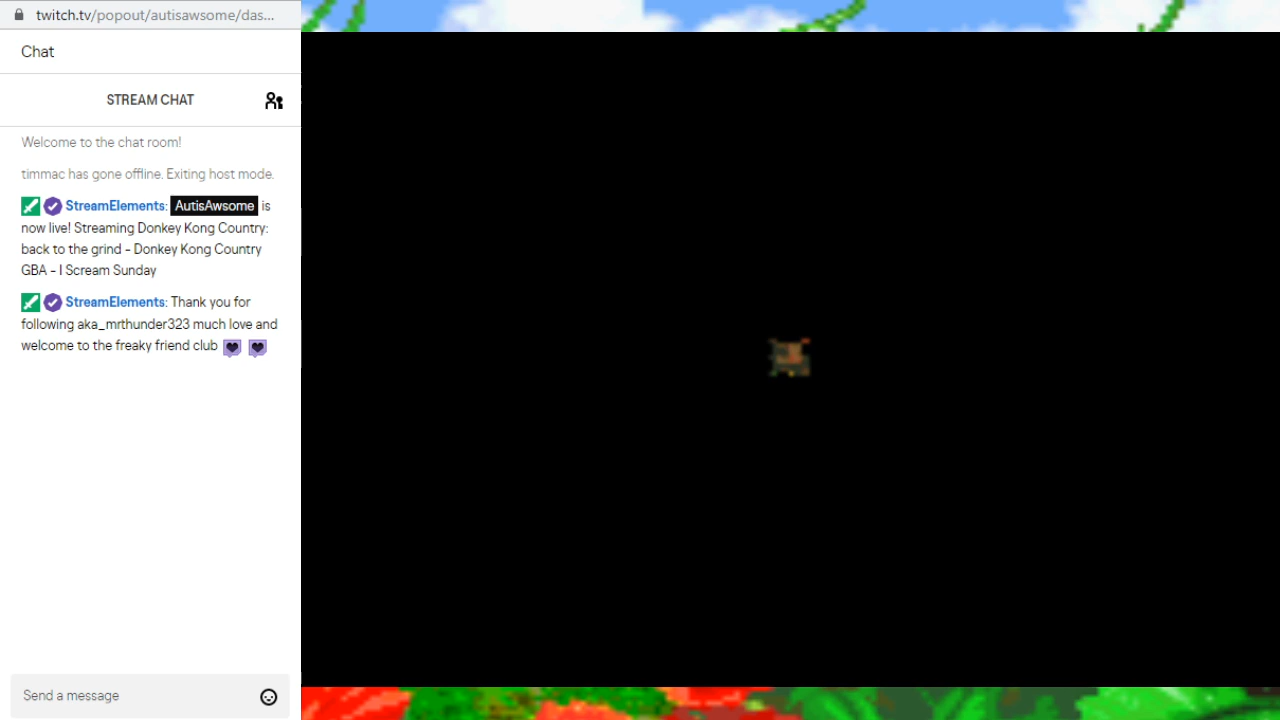 twitch.tv/popout/autisawsome/das...
Chat
STREAM CHAT
Welcome to the chat room!
timmac has gone offline. Exiting host mode.
StreamElements: AutisAwsome is
now live! Streaming Donkey Kong Country:
back to the grind - Donkey Kong Country
GBA - I Scream Sunday
StreamElements: Thank you for
following aka_mrthunder323 much love and
welcome to the freaky friend club
Send a message